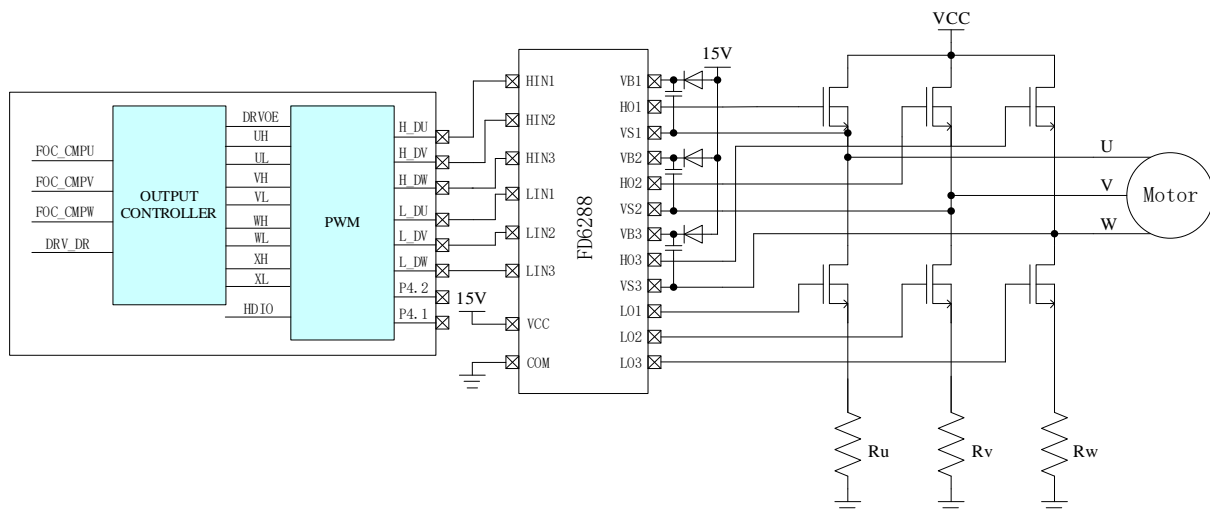 FOC_CMPU
FOC_CMPV
FOC_CMPW
DRV_DR
OUTPUT
CONTROLLER
DRVOE
UH
UL
VH
VL
WH
WL
XH
XL
HDIO
PWM
H_DU
H_DV
H_DW
L_DU
L_DV
L_DW
P4.2
P4.1
15V
HIN1
HIN2
HIN3
LIN1
LIN2
LIN3
VCC
COM
FD6288
VB1
HO1
VS1
VB2
HO2
VS2
VB3
HO3
VS3
LO1
LO2
LO3
15V
VCC
U
V
W
Motor
Ru
Rv
Rw